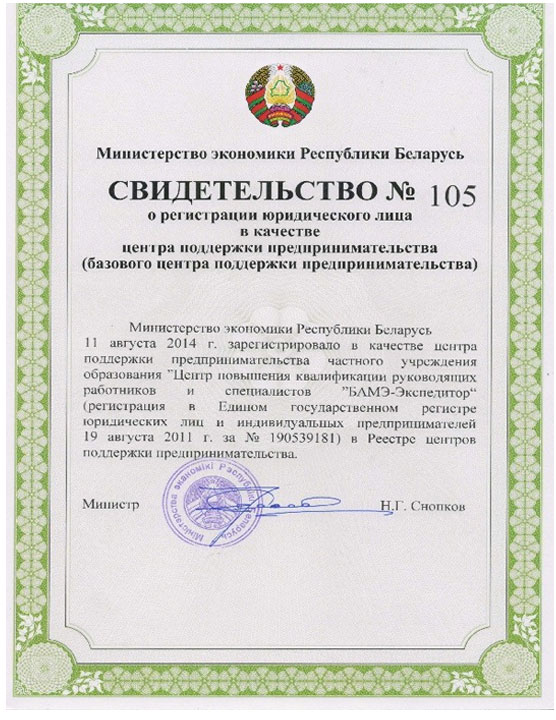 Министерство экономики Республики Беларусь
СВИДЕТЕЛЬСТВО № 105
о регистрации юридического лица
в качестве
центра поддержки предпринимательства
(базового центра поддержки предпринимательства)
Министерство экономики Республики Беларусь
11 августа 2014 г. зарегистрировало в качестве центра
поддержки предпринимательства частного учреждения
образования "Центр повышения квалификации руководящих
работников и специалистов "БАМЭ-Экспедитор"
(регистрация в Едином государственном регистре
юридических лиц и индивидуальных предпринимателей
19 августа 2011 г. за № 190539181) в Реестре центров
поддержки предпринимательства.
Министр
Міністэрства эканомікі Рэспублікі Беларусь
Н.Г. Снопков